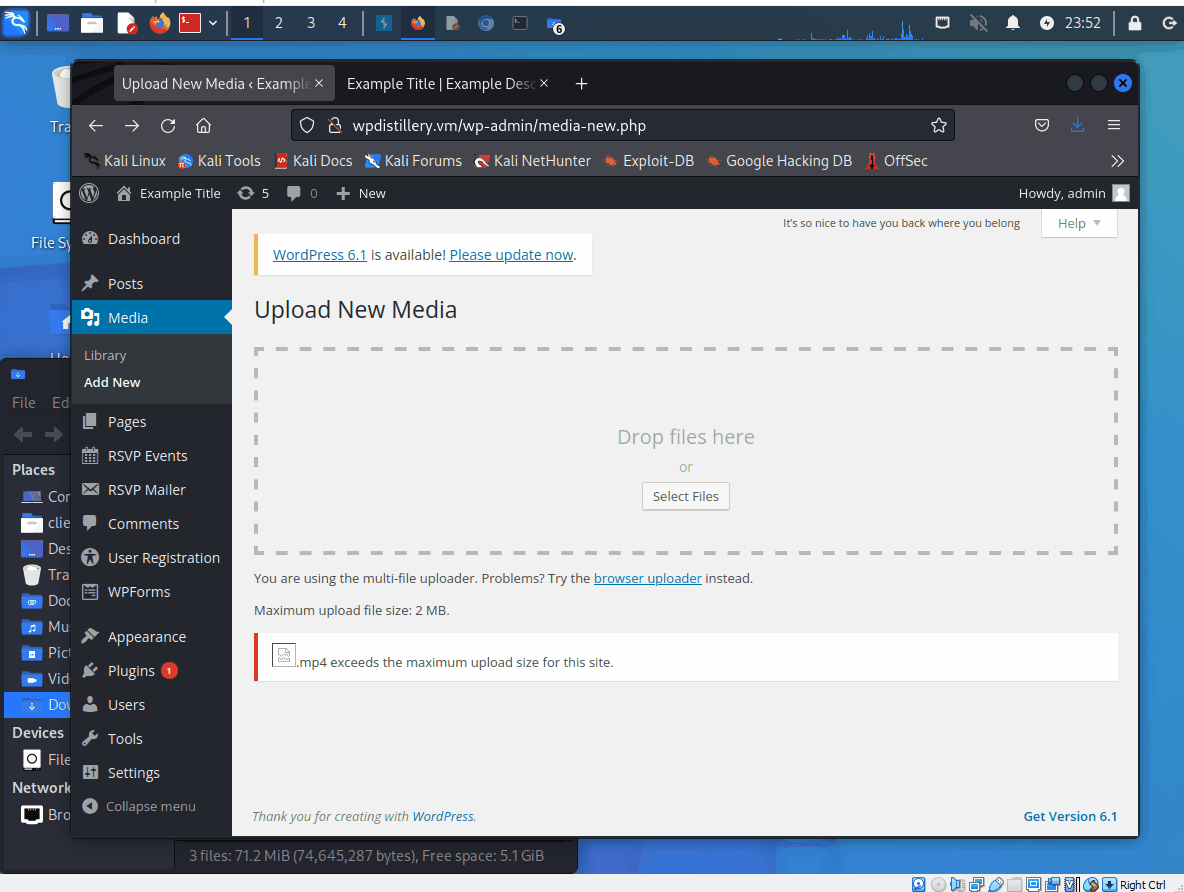 1 2 3 4
6
23:52
Upload New Media ‹ Example ×
Example Title | Example Desc × +
wpdistillery.vm/wp-admin/media-new.php
Kali Linux Kali Tools Kali Docs Kali Forums Kali NetHunter Exploit-DB Google Hacking DB OffSec »
Example Title 5 0 + New Howdy, admin
It's so nice to have you back where you belong
Help
WordPress 6.1 is available! Please update now.
Upload New Media
Drop files here
or
Select Files
You are using the multi-file uploader. Problems? Try the browser uploader instead.
Maximum upload file size: 2 MB.
.mp4 exceeds the maximum upload size for this site.
Thank you for creating with WordPress.
Get Version 6.1
Dashboard
Posts
Media
Library
Add New
Pages
RSVP Events
RSVP Mailer
Comments
User Registration
WPForms
Appearance
Plugins 1
Users
Tools
Settings
Collapse menu
Tra
File Sy
File Ed
Places
Con
clie
Des
Tra
Doc
Mus
Pict
Vid
Dow
Devices
File
Network
Bro
3 files: 71.2 MiB (74,645,287 bytes), Free space: 5.1 GiB
Right Ctrl